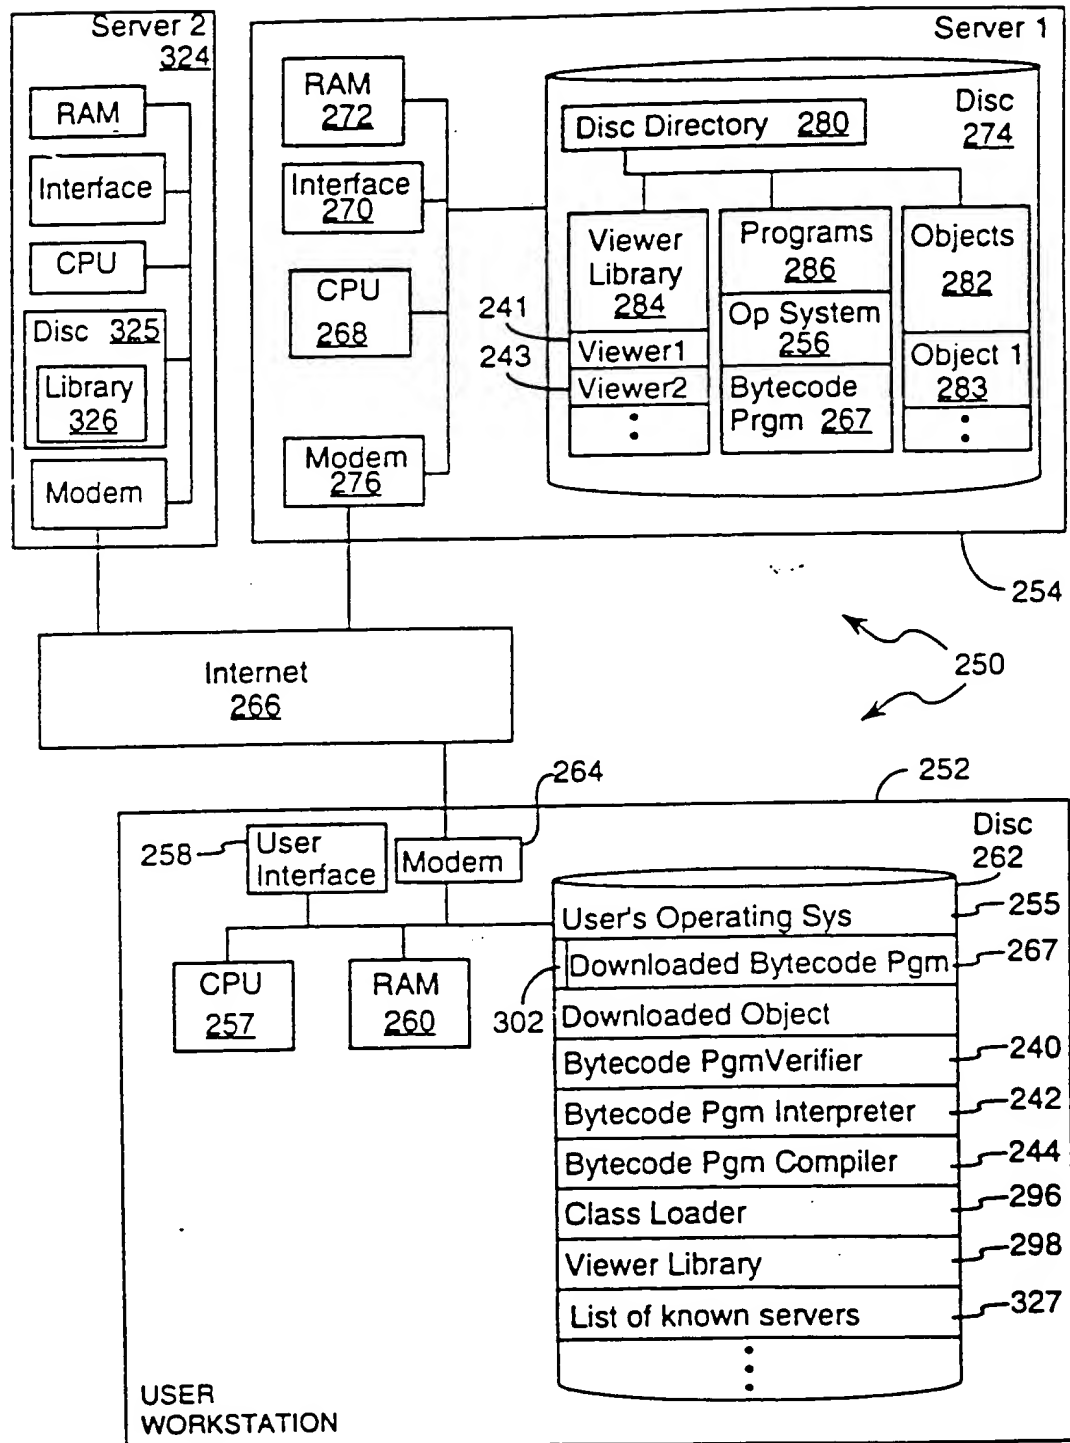 Server 2
324
RAM
Interface
CPU
Disc 325
Library
326
Modem
Server 1
RAM
272
Interface
270
CPU
268
Modem
276
Disc
274
Disc Directory 280
Viewer
Library
284
Viewer1
Viewer2
Programs
286
Op System
256
Bytecode
Prgm 267
Objects
282
Object 1
283
241
243
254
250
Internet
266
252
264
258
User
Interface
Modem
CPU
257
RAM
260
Disc
262
User's Operating Sys
255
Downloaded Bytecode Pgm
267
302
Downloaded Object
Bytecode PgmVerifier
240
Bytecode Pgm Interpreter
242
Bytecode Pgm Compiler
244
Class Loader
296
Viewer Library
298
List of known servers
327
USER
WORKSTATION